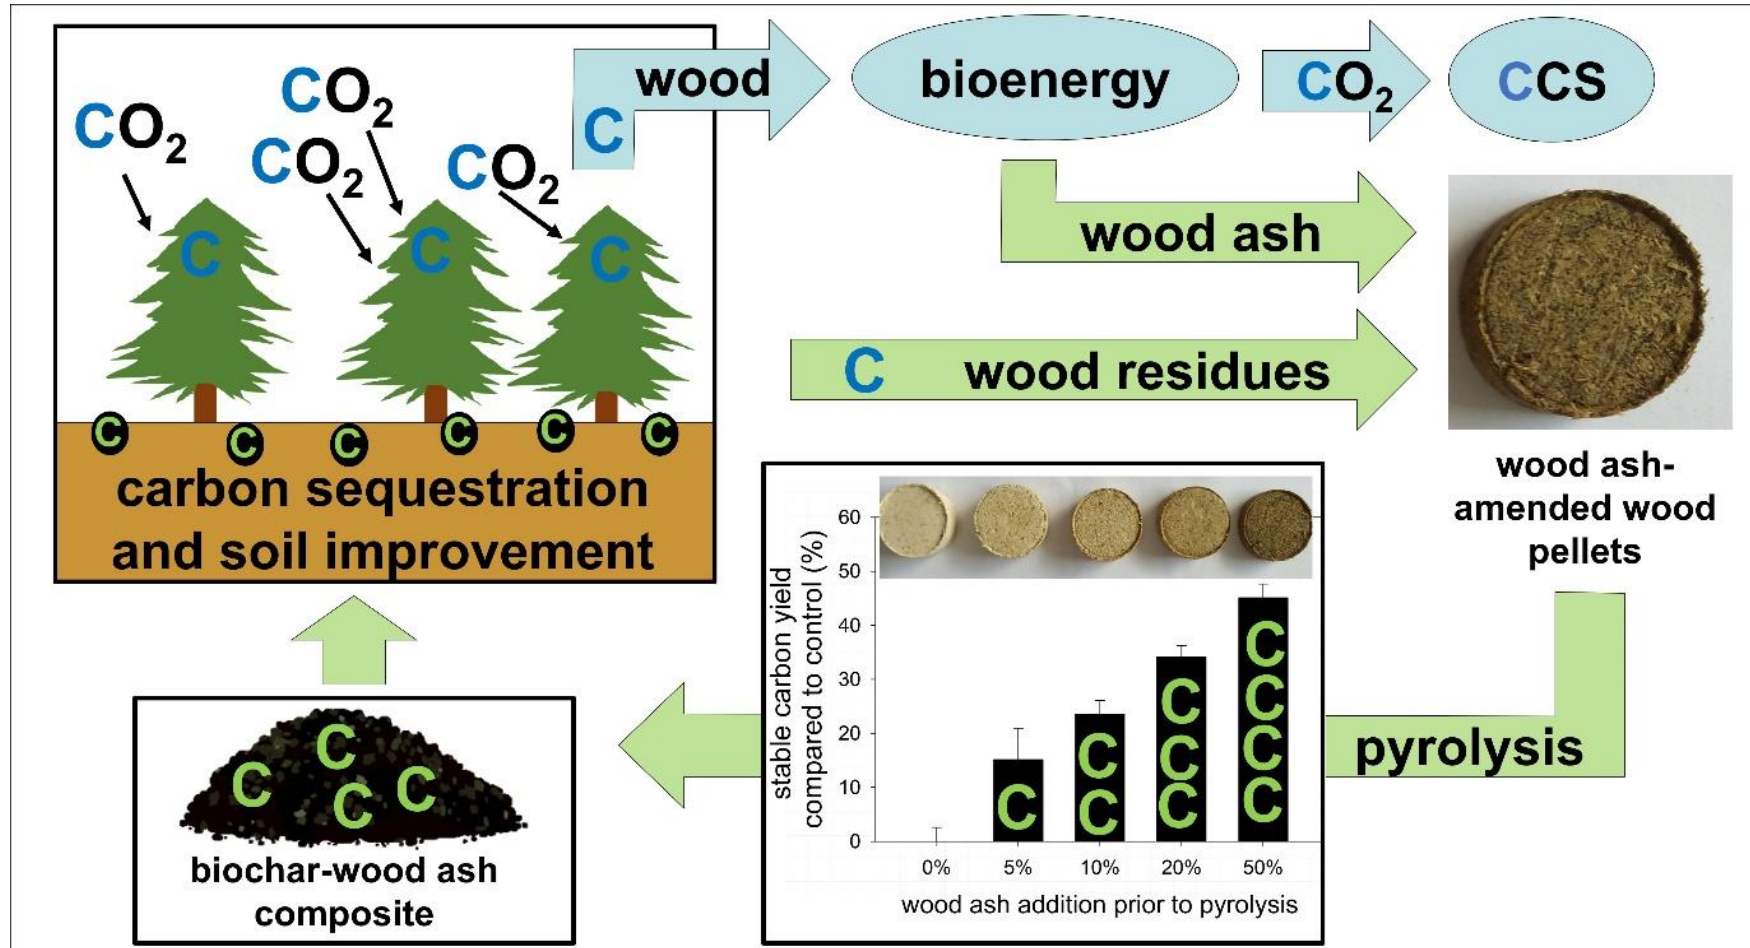 CO2
CO2
CO2
CO2
C
C
C
C
wood
bioenergy
CO2
CCS
wood ash
C wood residues
wood ash-
amended wood
pellets
C
C
C
C
C
C
carbon sequestration
and soil improvement
stable carbon yield
compared to control (%)
60
50
40
30
20
10
0
C
C
C
C
C
C
C
C
C
C
0% 5% 10% 20% 50%
wood ash addition prior to pyrolysis
pyrolysis
C
C
C
C
biochar-wood ash
composite